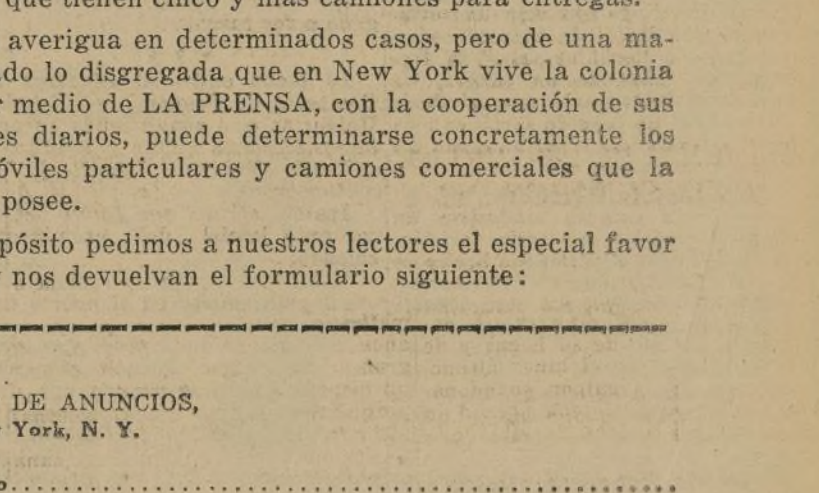 que tienen cinco y más camiones para entregas.
averigua en determinados casos, pero de una ma-
do lo disgregada que en New York vive la colonia
medio de LA PRENSA, con la cooperación de sus
es diarios, puede determinarse concretamente los
óviles particulares y camiones comerciales que la
posee.
pósito pedimos a nuestros lectores el especial favor
nos devuelvan el formulario siguiente:
DE ANUNCIOS,
York, N. Y.